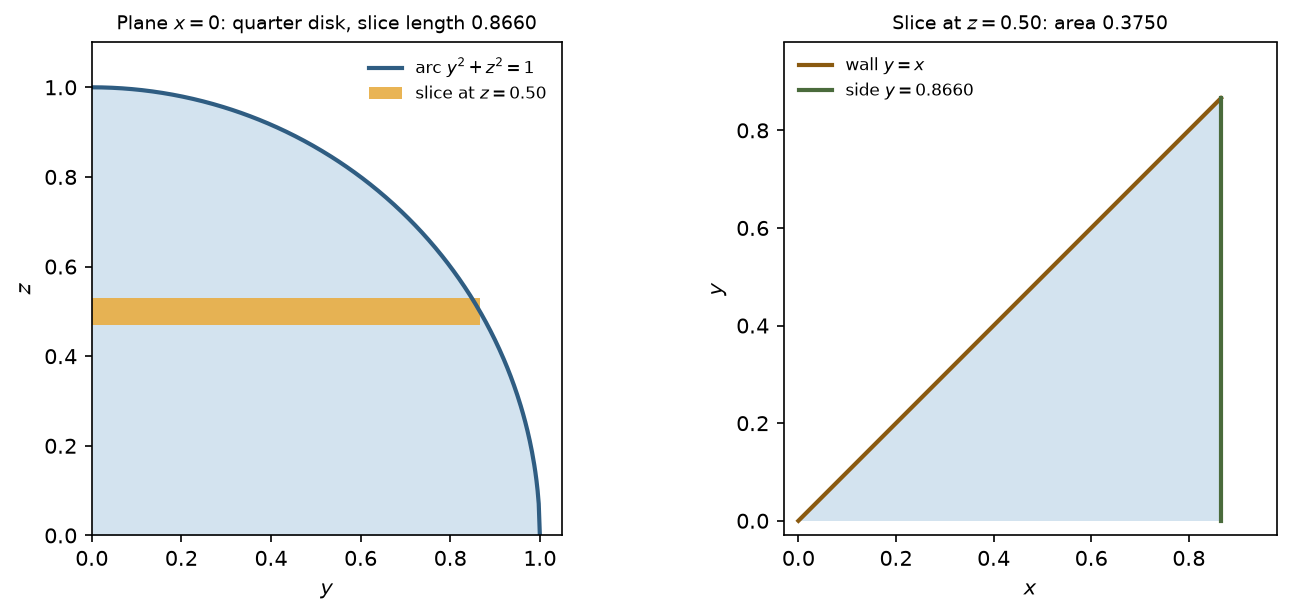 Plane x = 0: quarter disk, slice length 0.8660
arc y² + z² = 1
slice at z = 0.50
1.0
0.8
0.6
0.4
0.2
0.0
z
0.0 0.2 0.4 0.6 0.8 1.0
y
Slice at z = 0.50: area 0.3750
wall y = x
side y = 0.8660
0.8
0.6
0.4
0.2
0.0
y
0.0 0.2 0.4 0.6 0.8
x